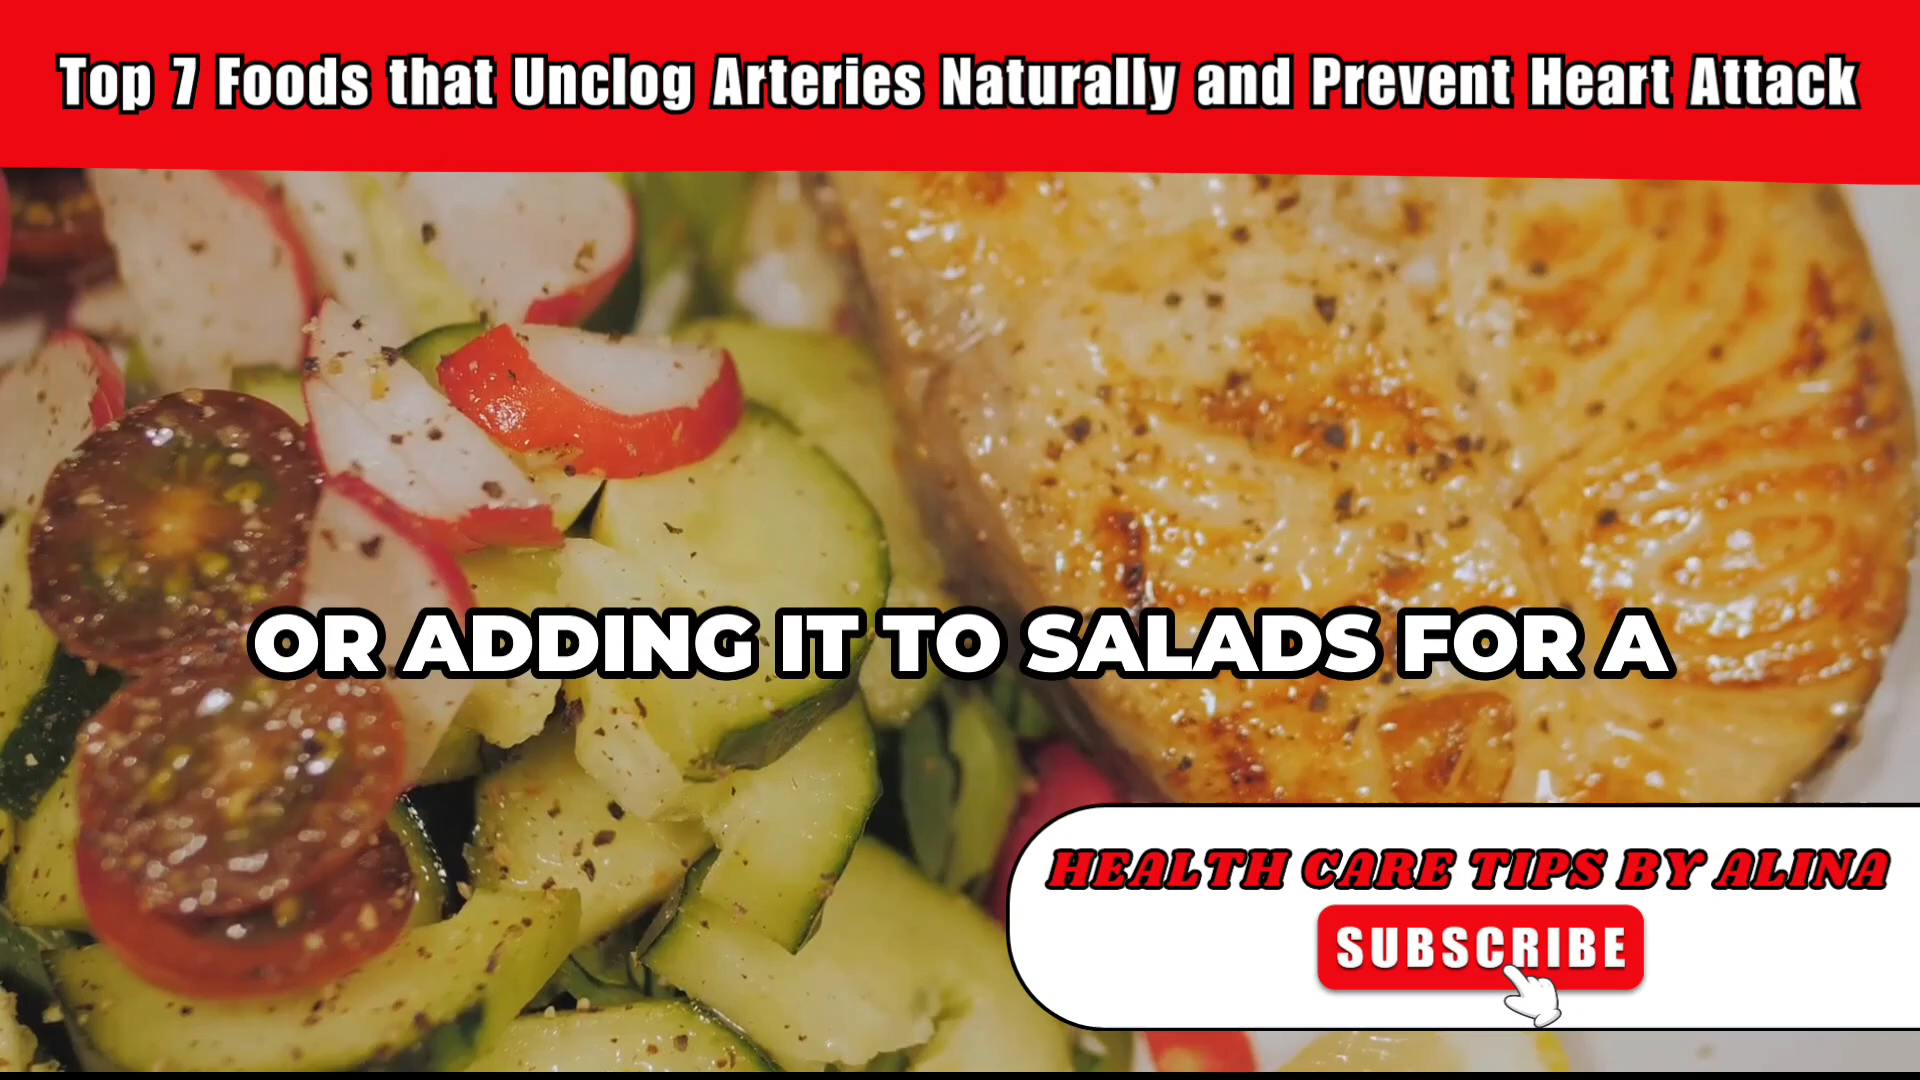 Top 7 Foods that Unclog Arteries Naturally and Prevent Heart Attack
OR ADDING IT TO SALADS FOR A
HEALTH CARE TIPS BY ALINA
SUBSCRIBE